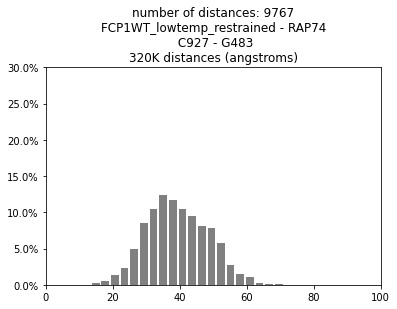 number of distances: 9767
FCP1WT_lowtemp_restrained - RAP74
C927 - G483
320K distances (angstroms)
30.0%
25.0%
20.0%
15.0%
10.0%
5.0%
0.0%
0 20 40 60 80 100